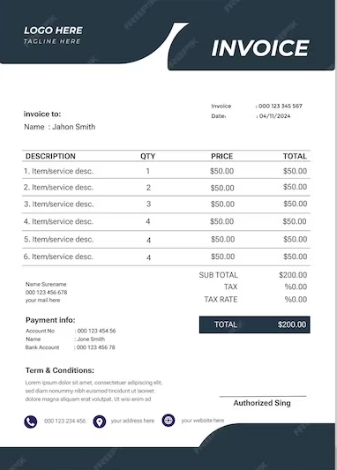 LOGO HERE
TAGLINE HERE
INVOICE
Invoice : 000 123 345 567
Date: : 04/11/2024
invoice to:
Name : Jahon Smith
DESCRIPTION QTY PRICE TOTAL
1. Item/service desc. 1 $50.00 $50.00
2. Item/service desc. 2 $50.00 $50.00
3. Item/service desc. 3 $50.00 $50.00
4. Item/service desc. 4 $50.00 $50.00
5. Item/service desc. 4 $50.00 $50.00
6. Item/service desc. 4 $50.00 $50.00
SUB TOTAL $200.00
TAX %0.00
TAX RATE %0.00
TOTAL $200.00
Name Surename
000 123 456 678
your mail here
Payment info:
Account No : 000 123 454 56
Name : Jone Smith
Bank Account : 000 123 456 78
Term & Conditions:
Lorem ipsum dolor sit amet, consectetuer adipiscing
elit, sed diam nonummy nibh euismod tincidunt ut laoreet
dolore magna aliquam erat volutpat. Ut wisi enim ad
Authorized Sing
000 123 234 456 your address here your website here